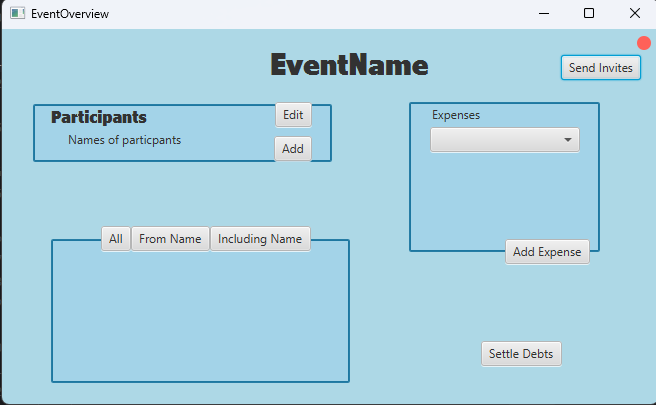 EventOverview
EventName
Send Invites
Participants
Edit
Names of particpants
Add
Expenses
All
From Name
Including Name
Add Expense
Settle Debts